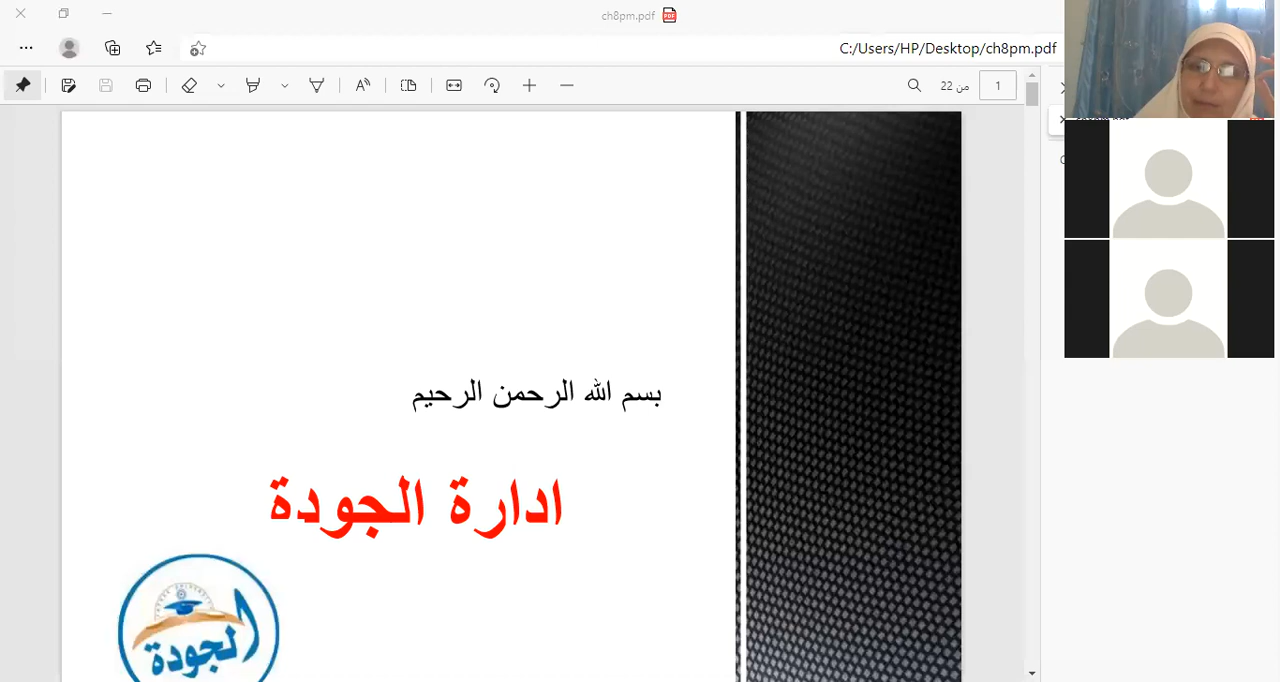 ch8pm.pdf
C:/Users/HP/Desktop/ch8pm.pdf
1
من 22
بسم الله الرحمن الرحيم
ادارة الجودة
الجودة